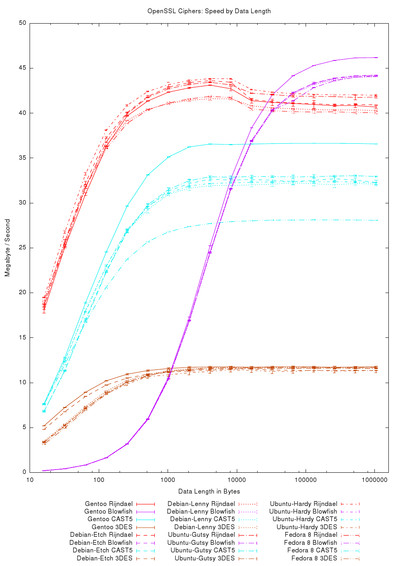 OpenSSL Ciphers: Speed by Data Length
50
45
40
35
30
25
20
15
10
5
0
Megabyte / Second
10
100
1000
10000
100000
1000000
Data Length in Bytes
Gentoo Rijndael Debian-Lenny Rijndael Ubuntu-Hardy Rijndael
Gentoo Blowfish Debian-Lenny Blowfish Ubuntu-Hardy Blowfish
Gentoo CAST5 Debian-Lenny CAST5 Ubuntu-Hardy CAST5
Gentoo 3DES Debian-Lenny 3DES Ubuntu-Hardy 3DES
Debian-Etch Rijndael Ubuntu-Gutsy Rijndael Fedora 8 Rijndael
Debian-Etch Blowfish Ubuntu-Gutsy Blowfish Fedora 8 Blowfish
Debian-Etch CAST5 Ubuntu-Gutsy CAST5 Fedora 8 CAST5
Debian-Etch 3DES Ubuntu-Gutsy 3DES Fedora 8 3DES